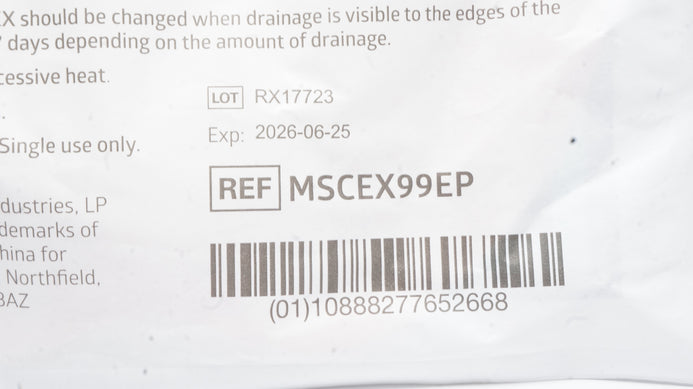 X should be changed when drainage is visible to the edges of the
7 days depending on the amount of drainage.
cessive heat.
.
Single use only.
LOT RX17723
Exp: 2026-06-25
REF MSCEX99EP
dustries, LP
demarks of
hina for
Northfield,
BAZ
(01)10888277652668